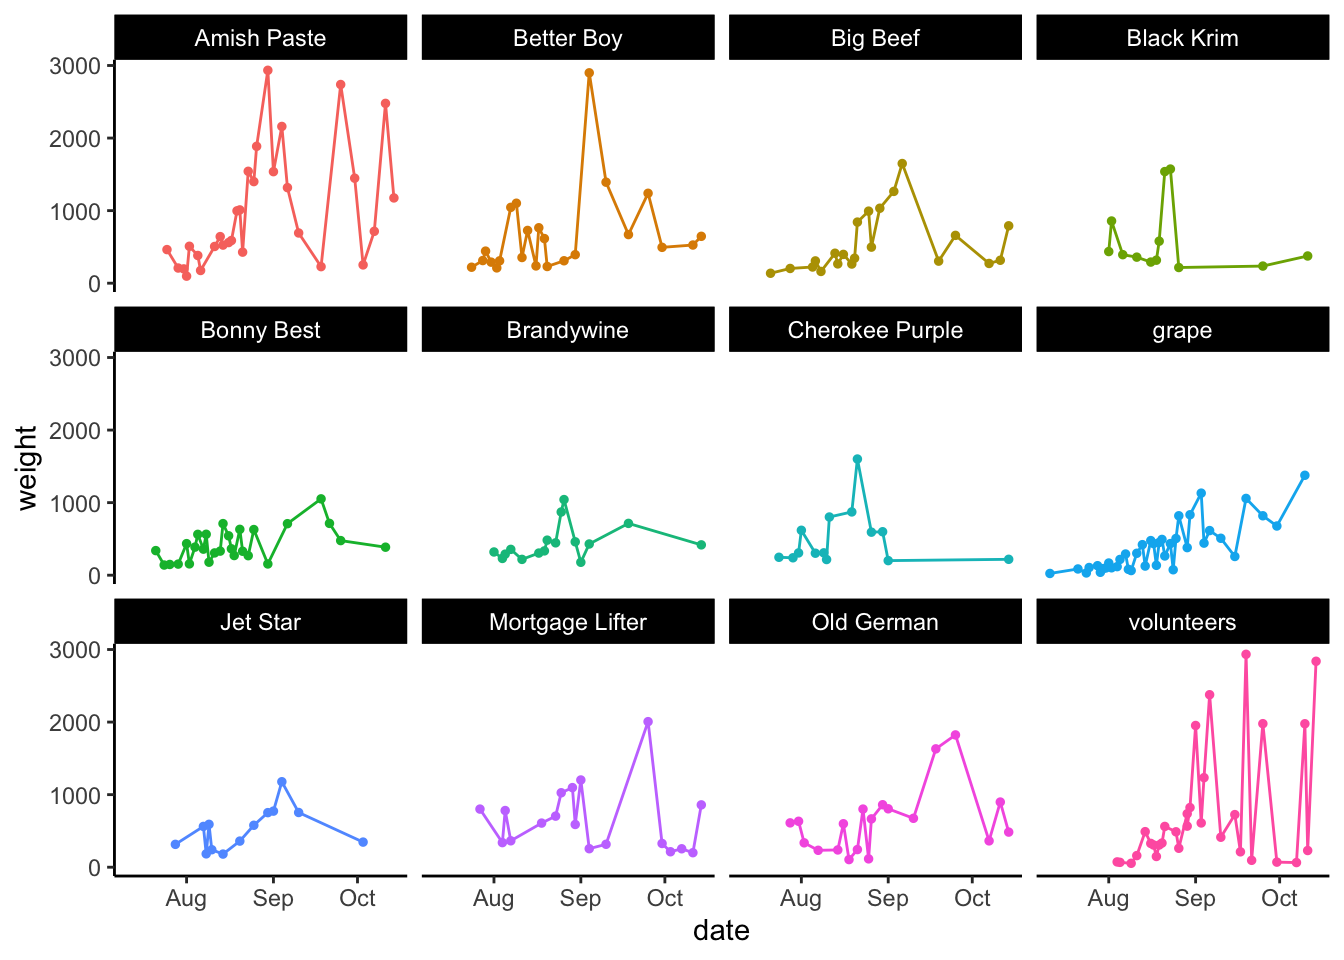 Amish Paste Better Boy Big Beef Black Krim
3000
2000
1000
0
Bonny Best Brandywine Cherokee Purple grape
3000
2000
1000
0
weight
Jet Star Mortgage Lifter Old German volunteers
3000
2000
1000
0
Aug Sep Oct Aug Sep Oct Aug Sep Oct Aug Sep Oct
date